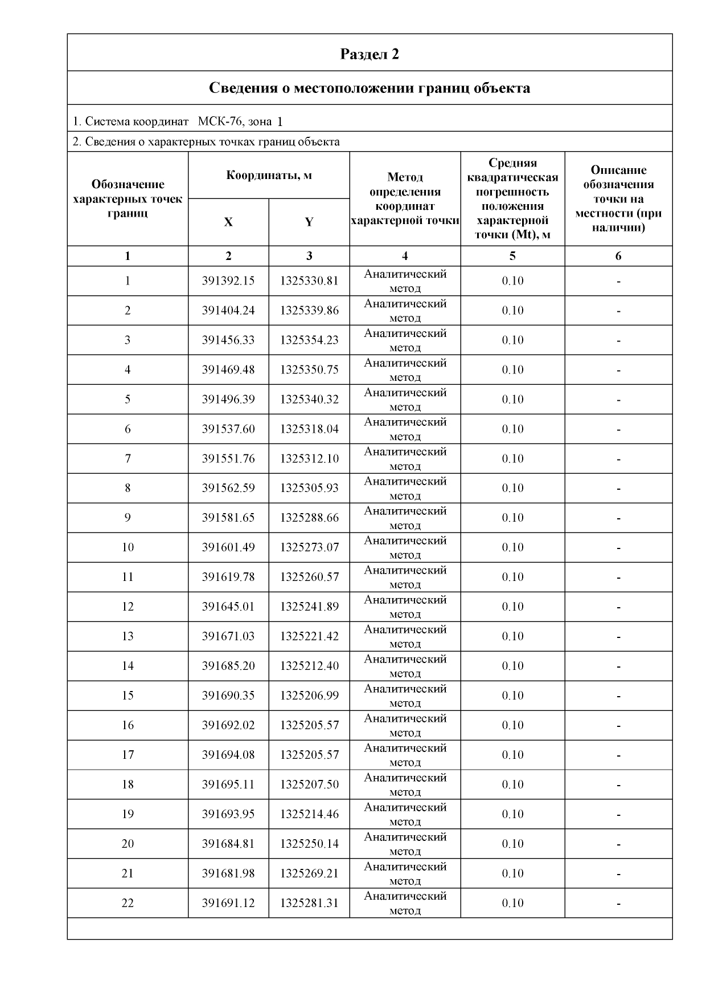 Раздел 2
Сведения о местоположении границ объекта
1. Система координат МСК-76, зона 1
2. Сведения о характерных точках границ объекта
Обозначение
характерных точек
границ
Координаты, м
X
Y
Метод
определения
координат
характерной точки
Средняя
квадратическая
погрешность
положения
характерной
точки (Mt), м
Описание
обозначения
точки на
местности (при
наличии)
1 2 3 4 5 6
1 391392.15 1325330.81 Аналитический метод 0.10 -
2 391404.24 1325339.86 Аналитический метод 0.10 -
3 391456.33 1325354.23 Аналитический метод 0.10 -
4 391469.48 1325350.75 Аналитический метод 0.10 -
5 391496.39 1325340.32 Аналитический метод 0.10 -
6 391537.60 1325318.04 Аналитический метод 0.10 -
7 391551.76 1325312.10 Аналитический метод 0.10 -
8 391562.59 1325305.93 Аналитический метод 0.10 -
9 391581.65 1325288.66 Аналитический метод 0.10 -
10 391601.49 1325273.07 Аналитический метод 0.10 -
11 391619.78 1325260.57 Аналитический метод 0.10 -
12 391645.01 1325241.89 Аналитический метод 0.10 -
13 391671.03 1325221.42 Аналитический метод 0.10 -
14 391685.20 1325212.40 Аналитический метод 0.10 -
15 391690.35 1325206.99 Аналитический метод 0.10 -
16 391692.02 1325205.57 Аналитический метод 0.10 -
17 391694.08 1325205.57 Аналитический метод 0.10 -
18 391695.11 1325207.50 Аналитический метод 0.10 -
19 391693.95 1325214.46 Аналитический метод 0.10 -
20 391684.81 1325250.14 Аналитический метод 0.10 -
21 391681.98 1325269.21 Аналитический метод 0.10 -
22 391691.12 1325281.31 Аналитический метод 0.10 -